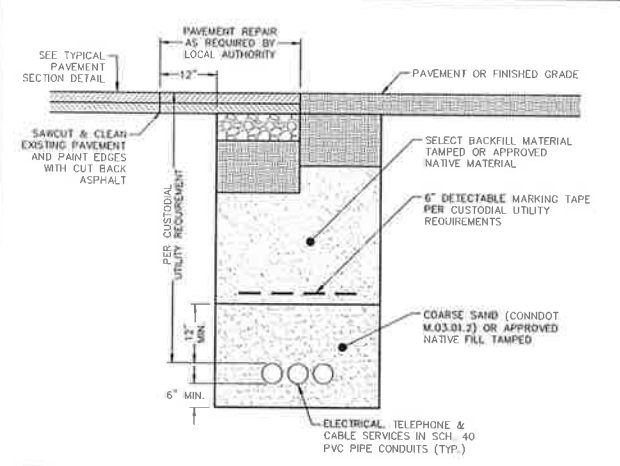 PAVEMENT REPAIR
AS REQUIRED BY
LOCAL AUTHORITY
12"
SEE TYPICAL
PAVEMENT
SECTION DETAIL
PAVEMENT OR FINISHED GRADE
SAWCUT & CLEAN
EXISTING PAVEMENT
AND PAINT EDGES
WITH CUT BACK
ASPHALT
SELECT BACKFILL MATERIAL
TAMPED OR APPROVED
NATIVE MATERIAL
6" DETECTABLE MARKING TAPE
PER CUSTODIAL UTILITY
REQUIREMENTS
PER CUSTODIAL
UTILITY REQUIREMENT
12"
MIN.
COARSE SAND (CONNDOT
M.03.01.2) OR APPROVED
NATIVE FILL TAMPED
6" MIN.
ELECTRICAL, TELEPHONE &
CABLE SERVICES IN SCH. 40
PVC PIPE CONDUITS (TYP.)